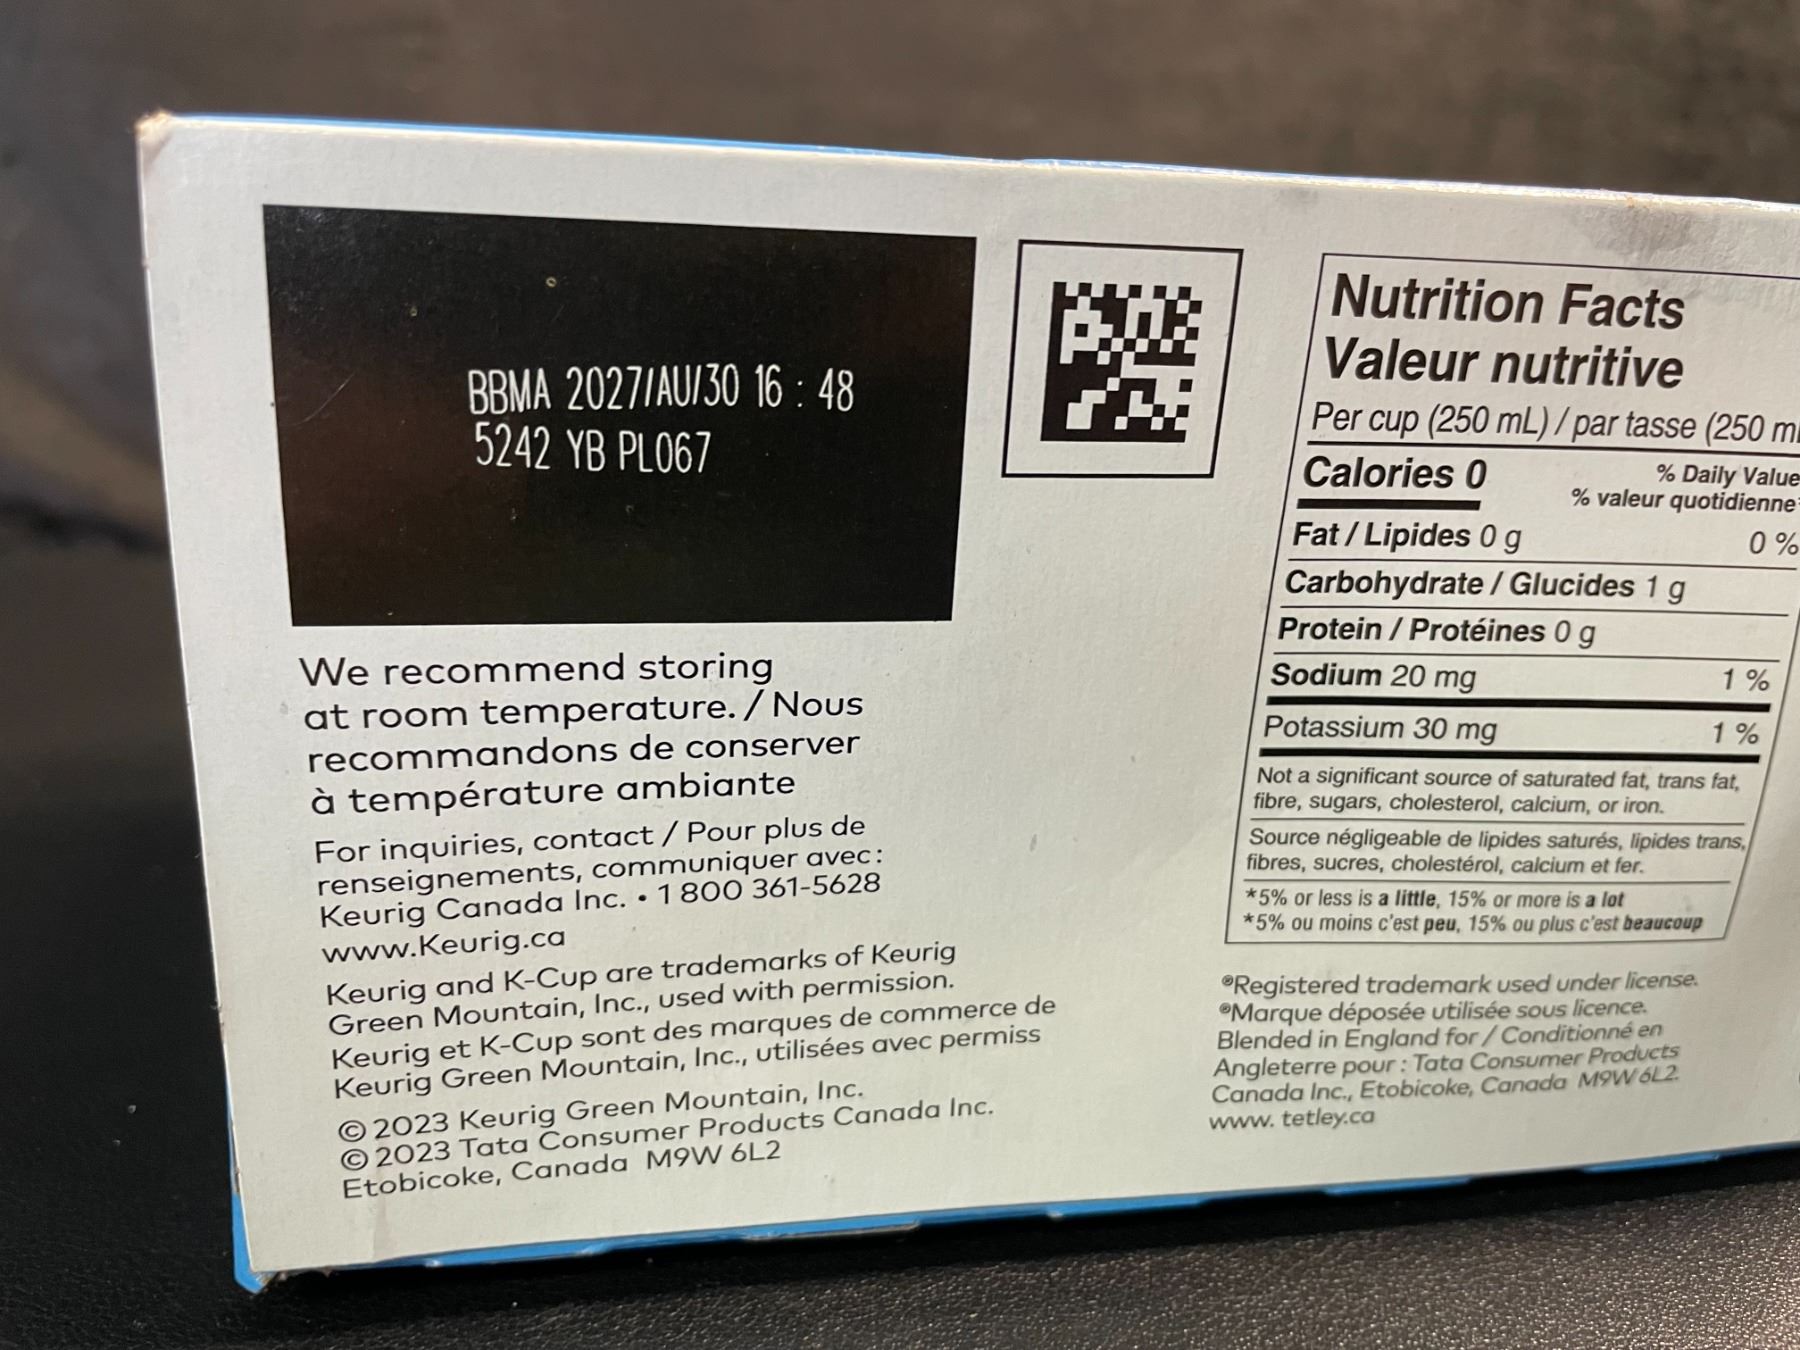 BBMA 2027/AU/30 16 : 48
5242 YB PL067
We recommend storing
at room temperature. / Nous
recommandons de conserver
à température ambiante
For inquiries, contact / Pour plus de
renseignements, communiquer avec:
Keurig Canada Inc. • 1 800 361-5628
www.Keurig.ca
Keurig and K-Cup are trademarks of Keurig
Green Mountain, Inc., used with permission.
Keurig et K-Cup sont des marques de commerce de
Keurig Green Mountain, Inc., utilisées avec permiss
© 2023 Keurig Green Mountain, Inc.
© 2023 Tata Consumer Products Canada Inc.
Etobicoke, Canada M9W 6L2
Nutrition Facts
Valeur nutritive
Per cup (250 mL) / par tasse (250 m
Calories 0
% Daily Value
% valeur quotidienne*
Fat / Lipides 0 g 0 %
Carbohydrate / Glucides 1 g
Protein / Protéines 0 g
Sodium 20 mg 1 %
Potassium 30 mg 1 %
Not a significant source of saturated fat, trans fat,
fibre, sugars, cholesterol, calcium, or iron.
Source négligeable de lipides saturés, lipides trans,
fibres, sucres, cholestérol, calcium et fer.
*5% or less is a little, 15% or more is a lot
*5% ou moins c'est peu, 15% ou plus c'est beaucoup
®Registered trademark used under license.
®Marque déposée utilisée sous licence.
Blended in England for / Conditionné en
Angleterre pour : Tata Consumer Products
Canada Inc., Etobicoke, Canada M9W 6L2.
www. tetley.ca